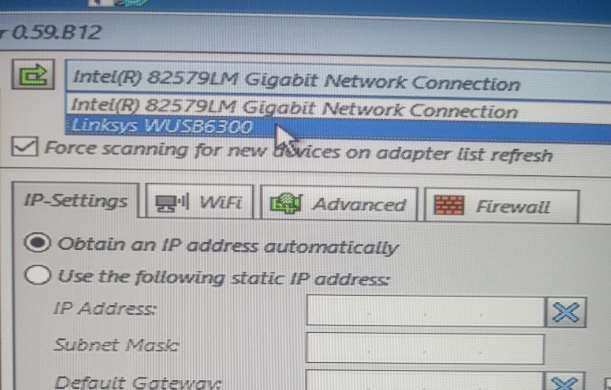 r 0.59.B12
Intel(R) 82579LM Gigabit Network Connection
Intel(R) 82579LM Gigabit Network Connection
Linksys WUSB6300
Force scanning for new devices on adapter list refresh
IP-Settings WiFi Advanced Firewall
Obtain an IP address automatically
Use the following static IP address:
IP Address:
Subnet Mask:
Default Gateway: